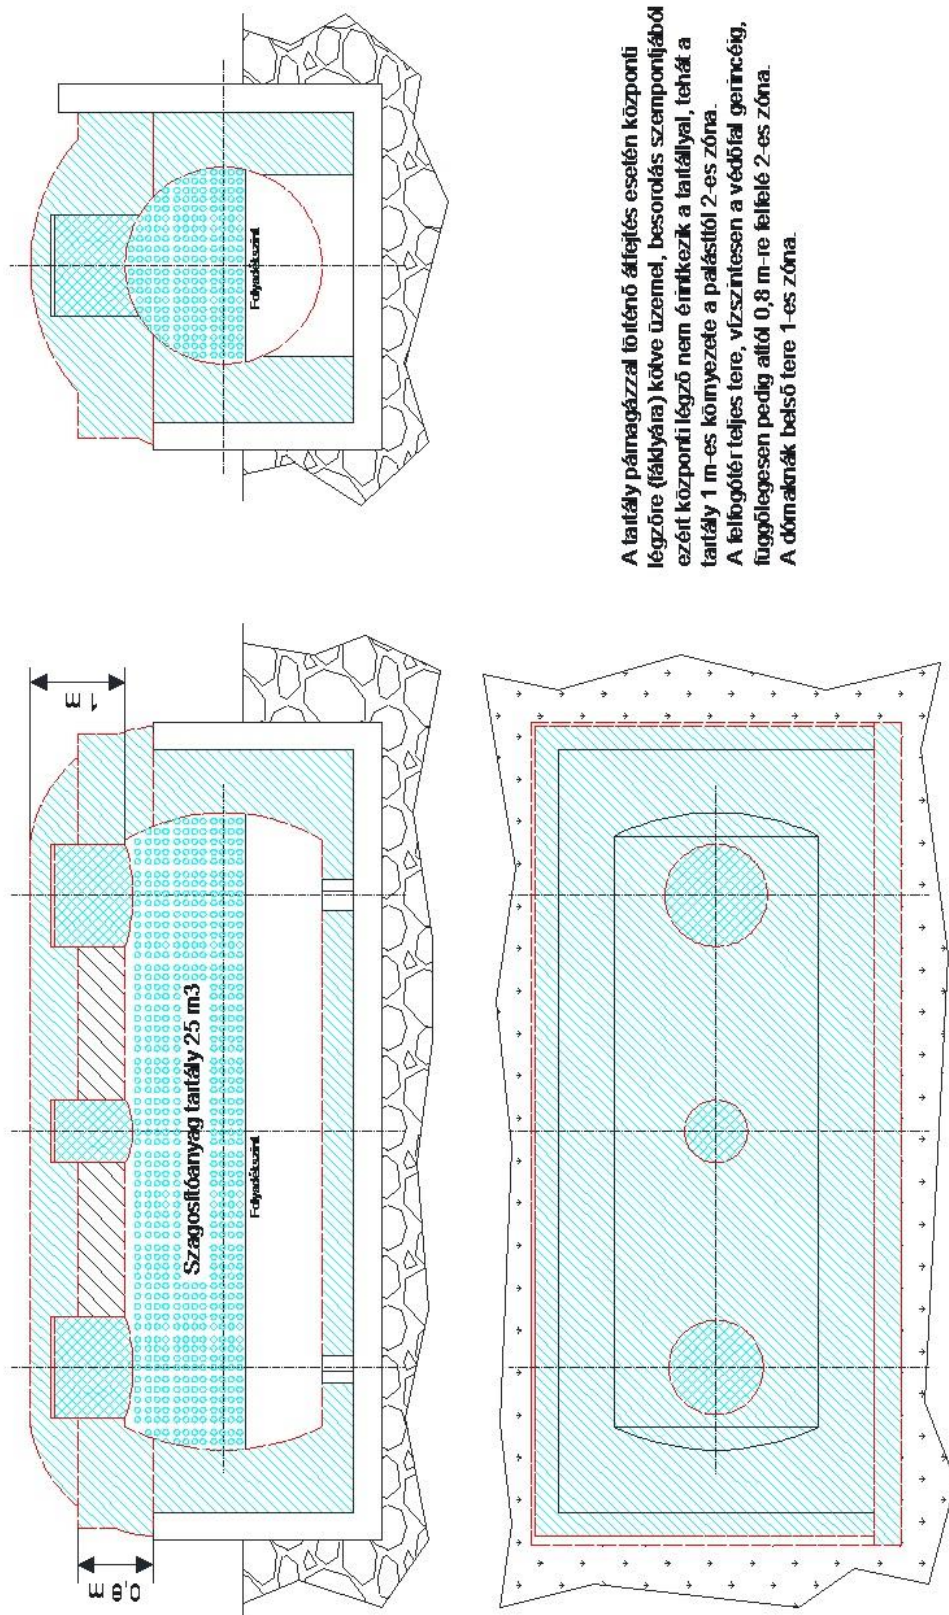 A tartály párnagázzal történő átfejtés esetén központi
légzőre (fáklyára) kötve üzemel, besorolás szempontjából
ezért központi légző nem érintkezik a tartállyal, tehát a
tartály 1 m-es környezete a palásttól 2-es zóna.
A felfogótér teljes tere, vízszintesen a védőfal gerincéig,
függőlegesen pedig attól 0,8 m-re felfelé 2-es zóna.
A dómaknák belső tere 1-es zóna.
Folyadékszint
1 m
0,8 m
Szagosítóanyag tartály 25 m3
Folyadékszint